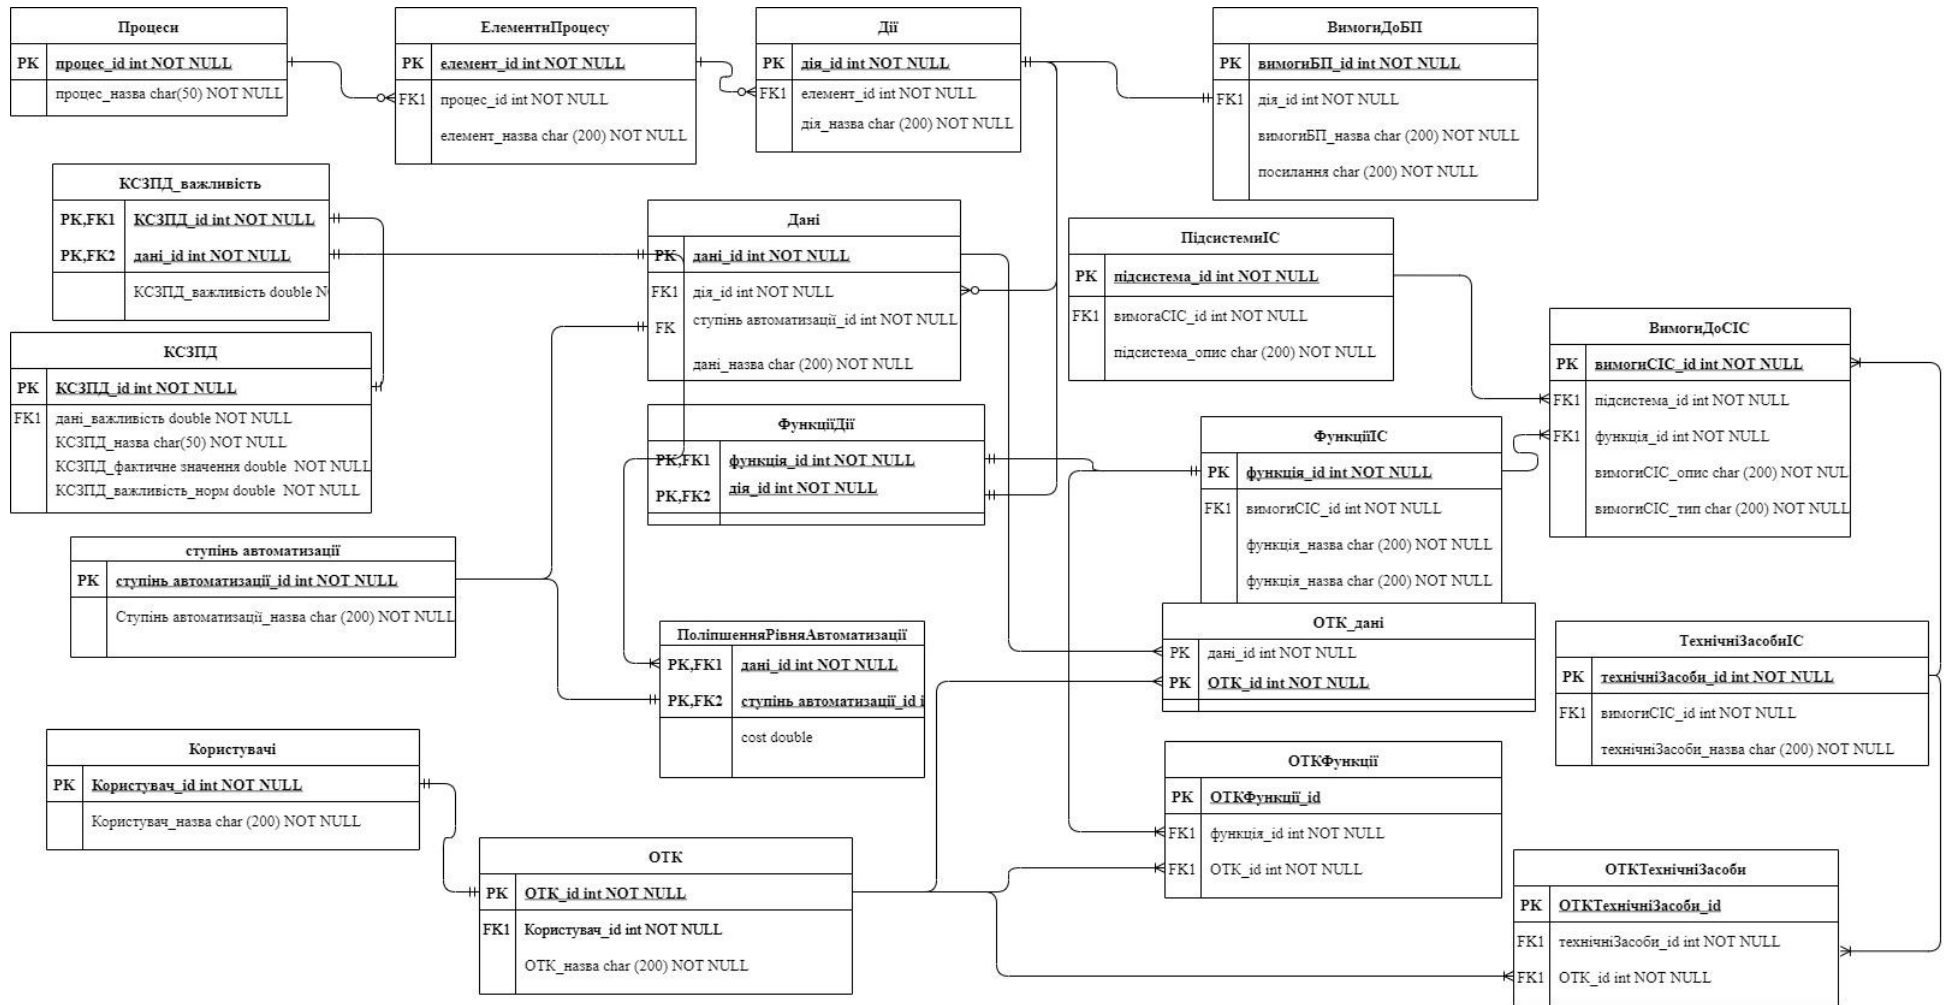 Процеси
PK процес_id int NOT NULL
процес_назва char(50) NOT NULL
ЕлементиПроцесу
PK елемент_id int NOT NULL
FK1 процес_id int NOT NULL
елемент_назва char (200) NOT NULL
Дії
PK дія_id int NOT NULL
FK1 елемент_id int NOT NULL
дія_назва char (200) NOT NULL
ВимогиДоБП
PK вимогиБП_id int NOT NULL
FK1 дія_id int NOT NULL
вимогиБП_назва char (200) NOT NULL
посилання char (200) NOT NULL
КСЗПД_важливість
PK,FK1 КСЗПД_id int NOT NULL
PK,FK2 дані_id int NOT NULL
КСЗПД_важливість double N
Дані
PK дані_id int NOT NULL
FK1 дія_id int NOT NULL
FK ступінь автоматизації_id int NOT NULL
дані_назва char (200) NOT NULL
ПідсистемиІС
PK підсистема_id int NOT NULL
FK1 вимогаСІС_id int NOT NULL
підсистема_опис char (200) NOT NULL
ВимогиДоСІС
PK вимогиСІС_id int NOT NULL
FK1 підсистема_id int NOT NULL
FK1 функція_id int NOT NULL
вимогиСІС_опис char (200) NOT NUL
вимогиСІС_тип char (200) NOT NULL
КСЗПД
PK КСЗПД_id int NOT NULL
FK1 дані_важливість double NOT NULL
КСЗПД_назва char(50) NOT NULL
КСЗПД_фактичне значення double NOT NULL
КСЗПД_важливість_норм double NOT NULL
ФункціїДії
PK,FK1 функція_id int NOT NULL
PK,FK2 дія_id int NOT NULL
ФункціїІС
PK функція_id int NOT NULL
FK1 вимогиСІС_id int NOT NULL
функція_назва char (200) NOT NULL
функція_назва char (200) NOT NULL
ступінь автоматизації
PK ступінь автоматизації_id int NOT NULL
Ступінь автоматизації_назва char (200) NOT NULL
ПоліпшенняРівняАвтоматизації
PK,FK1 дані_id int NOT NULL
PK,FK2 ступінь автоматизації_id i
cost double
ОТК_дані
PK дані_id int NOT NULL
PK ОТК_id int NOT NULL
ТехнічніЗасобиІС
PK технічніЗасоби_id int NOT NULL
FK1 вимогиСІС_id int NOT NULL
технічніЗасоби_назва char (200) NOT NULL
Користувачі
PK Користувач_id int NOT NULL
Користувач_назва char (200) NOT NULL
ОТКФункції
PK ОТКФункції_id
FK1 функція_id int NOT NULL
FK1 ОТК_id int NOT NULL
ОТК
PK ОТК_id int NOT NULL
FK1 Користувач_id int NOT NULL
ОТК_назва char (200) NOT NULL
ОТКТехнічніЗасоби
PK ОТКТехнічніЗасоби_id
FK1 технічніЗасоби_id int NOT NULL
FK1 ОТК_id int NOT NULL